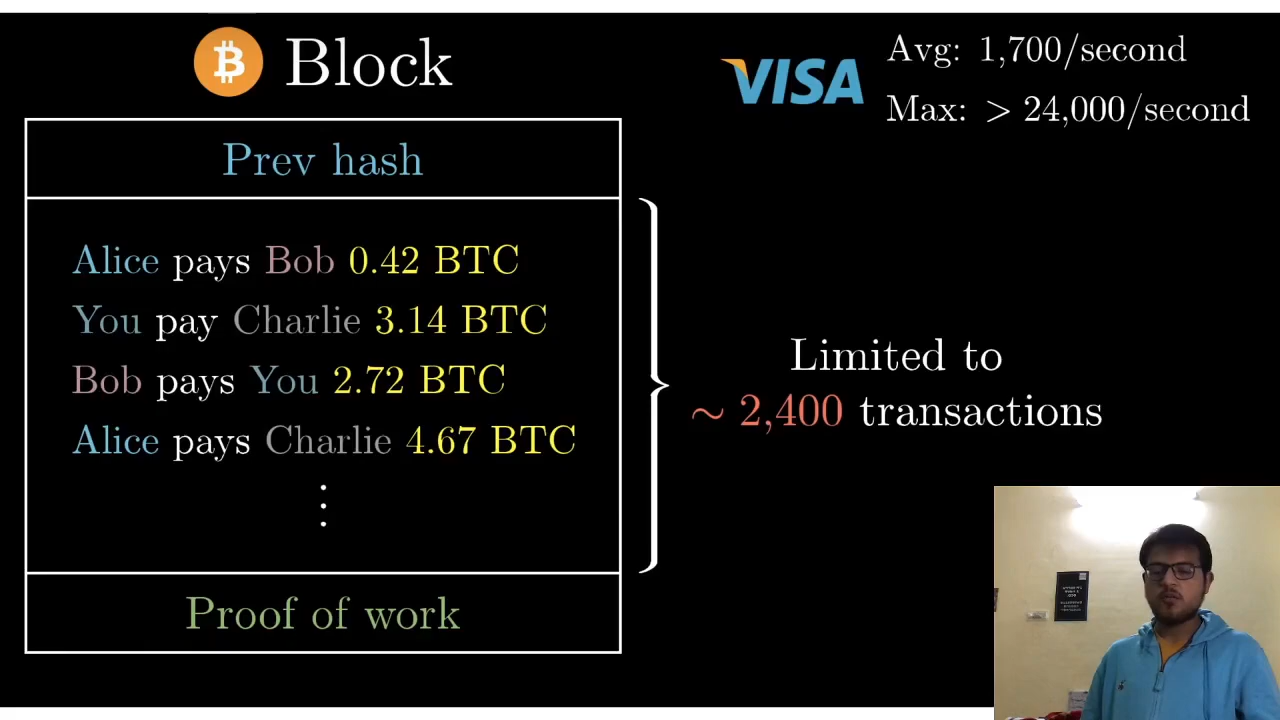 ₿ Block
Prev hash
Alice pays Bob 0.42 BTC
You pay Charlie 3.14 BTC
Bob pays You 2.72 BTC
Alice pays Charlie 4.67 BTC
⋮
Proof of work
VISA
Avg: 1,700/second
Max: > 24,000/second
Limited to
~ 2,400 transactions